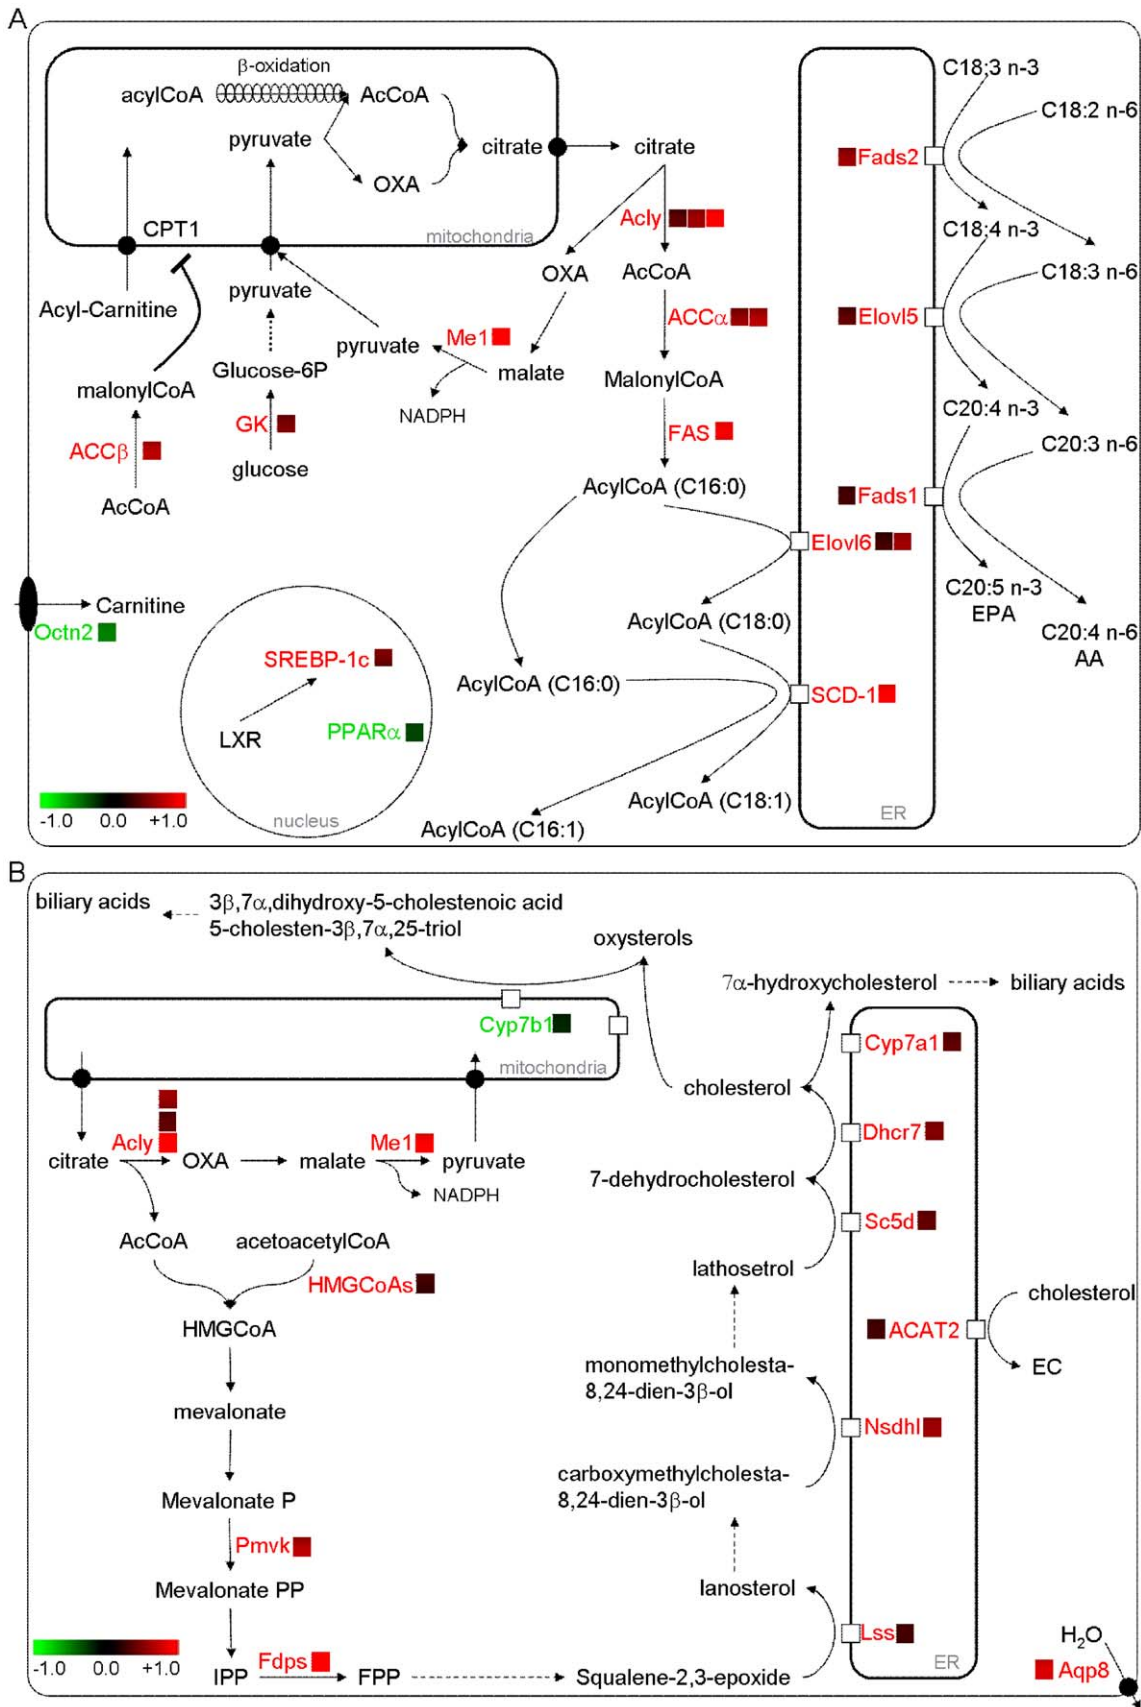 A
β-oxidation
acylCoA
AcCoA
pyruvate
citrate
citrate
OXA
CPT1
mitochondria
Acyl-Carnitine
pyruvate
Acly
OXA
AcCoA
pyruvate
Me1
ACCα
malate
malonylCoA
Glucose-6P
NADPH
MalonylCoA
GK
FAS
ACCβ
glucose
AcCoA
AcylCoA (C16:0)
Carnitine
Octn2
SREBP-1c
LXR
PPARα
nucleus
-1.0 0.0 +1.0
AcylCoA (C18:0)
AcylCoA (C16:0)
AcylCoA (C18:1)
AcylCoA (C16:1)
Fads2
Elovl5
Fads1
Elovl6
SCD-1
ER
C18:3 n-3
C18:2 n-6
C18:4 n-3
C18:3 n-6
C20:4 n-3
C20:3 n-6
C20:5 n-3
EPA
C20:4 n-6
AA
B
biliary acids
3β,7α,dihydroxy-5-cholestenoic acid
5-cholesten-3β,7α,25-triol
oxysterols
7α-hydroxycholesterol
biliary acids
Cyp7b1
mitochondria
Cyp7a1
cholesterol
Dhcr7
Acly
Me1
citrate
OXA
malate
pyruvate
NADPH
7-dehydrocholesterol
Sc5d
AcCoA
acetoacetylCoA
HMGCoAs
lathosetrol
cholesterol
HMGCoA
ACAT2
EC
monomethylcholesta-
8,24-dien-3β-ol
mevalonate
Nsdhl
carboxymethylcholesta-
8,24-dien-3β-ol
Mevalonate P
Pmvk
Mevalonate PP
lanosterol
Lss
ER
H2O
Aqp8
-1.0 0.0 +1.0
IPP
Fdps
FPP
Squalene-2,3-epoxide